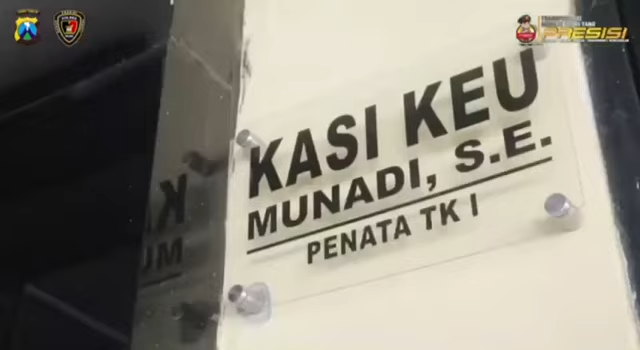 PRESISI
KASI KEU
MUNADI, S.E.
PENATA TK I